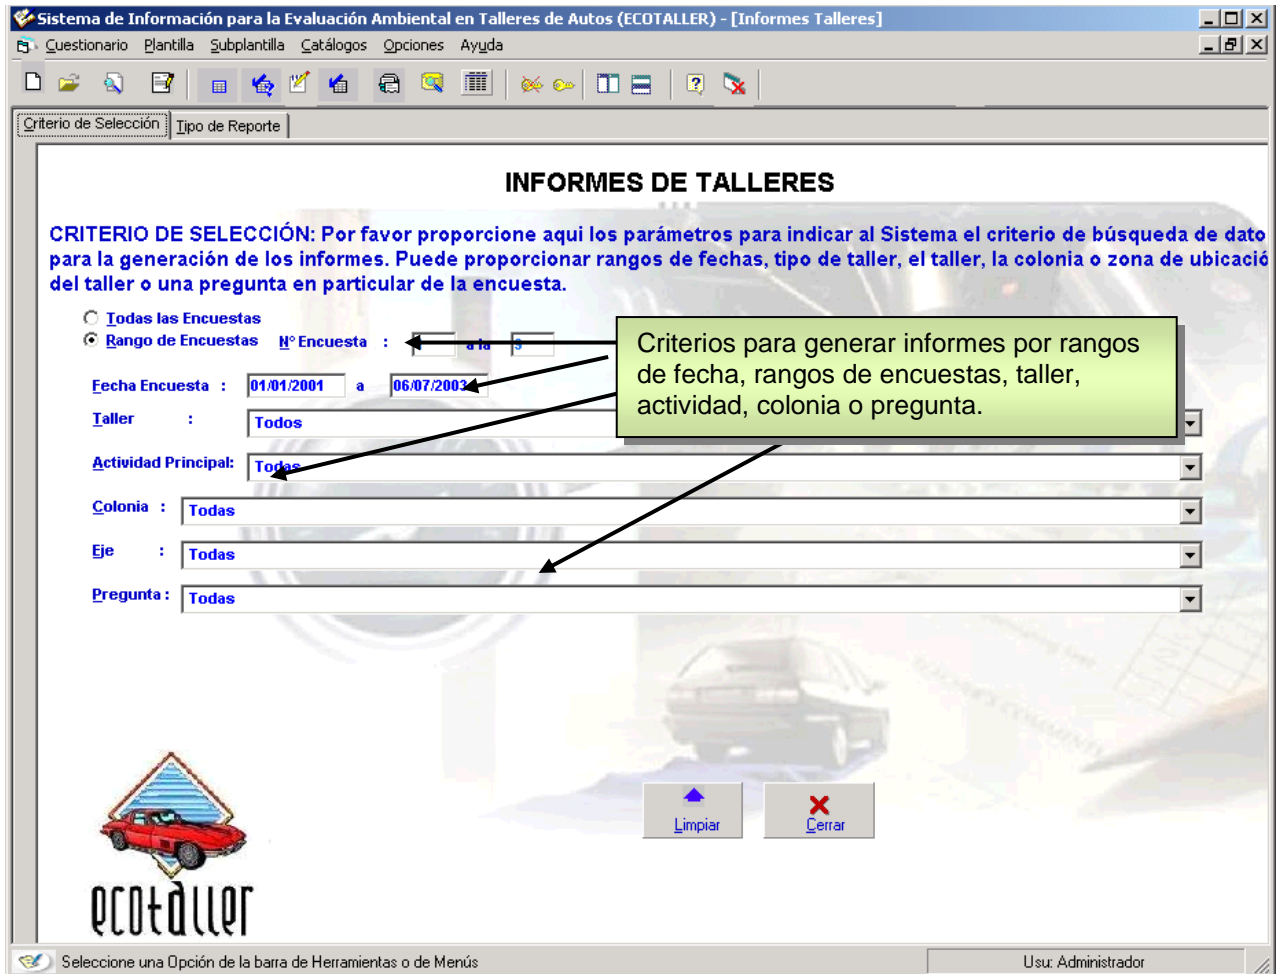 Sistema de Información para la Evaluación Ambiental en Talleres de Autos (ECOTALLER) - [Informes Talleres]
Cuestionario Plantilla Subplantilla Catálogos Opciones Ayuda
Criterio de Selección Tipo de Reporte
INFORMES DE TALLERES
CRITERIO DE SELECCIÓN: Por favor proporcione aqui los parámetros para indicar al Sistema el criterio de búsqueda de dato
para la generación de los informes. Puede proporcionar rangos de fechas, tipo de taller, el taller, la colonia o zona de ubicació
del taller o una pregunta en particular de la encuesta.
Todas las Encuestas
Rango de Encuestas Nº Encuesta : a la
Criterios para generar informes por rangos
de fecha, rangos de encuestas, taller,
actividad, colonia o pregunta.
Fecha Encuesta : 01/01/2001 a 06/07/2003
Taller : Todos
Actividad Principal: Todas
Colonia : Todas
Eje : Todas
Pregunta : Todas
Limpiar Cerrar
ecotaller
Seleccione una Opción de la barra de Herramientas o de Menús Usu: Administrador